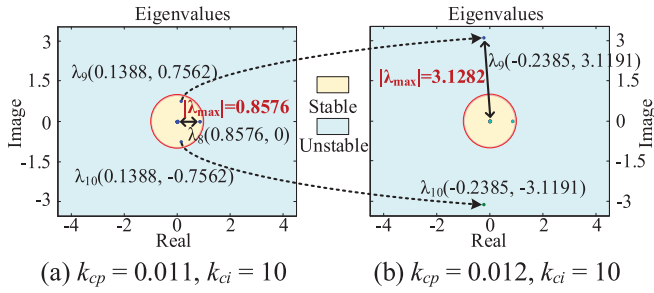 Eigenvalues
Eigenvalues
3
1.5
0
-1.5
-3
Image
-4
-2
0
2
4
Real
λ9(0.1388, 0.7562)
|λmax|=0.8576
λ8(0.8576, 0)
λ10(0.1388, -0.7562)
Stable
Unstable
λ9(-0.2385, 3.1191)
|λmax|=3.1282
λ10(-0.2385, -3.1191)
3
1.5
0
-1.5
-3
Image
-4
-2
0
2
4
Real
(a) kcp = 0.011, kci = 10
(b) kcp = 0.012, kci = 10